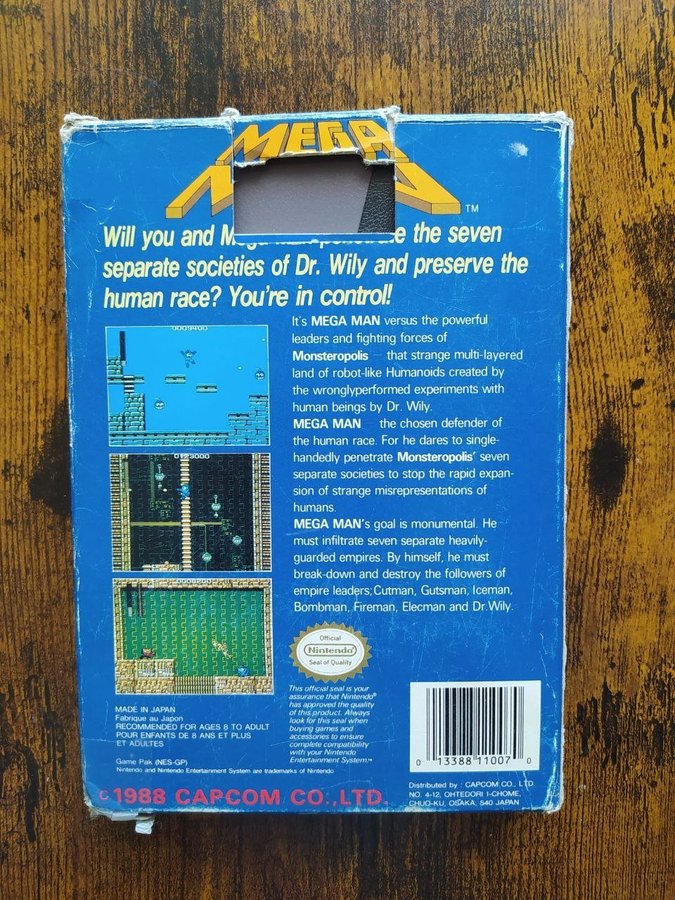 MEGA
TM
Will you and the seven
separate societies of Dr. Wily and preserve the
human race? You're in control!
0009400
It's MEGA MAN versus the powerful
leaders and fighting forces of
Monsteropolis that strange multi-layered
land of robot-like Humanoids created by
the wronglyperformed experiments with
human beings by Dr. Wily.
MEGA MAN the chosen defender of
the human race. For he dares to single-
handedly penetrate Monsteropolis' seven
separate societies to stop the rapid expan-
sion of strange misrepresentations of
humans.
0123000
MEGA MAN's goal is monumental. He
must infiltrate seven separate heavily-
guarded empires. By himself, he must
break-down and destroy the followers of
empire leaders;Cutman, Gutsman, Iceman,
Bombman, Fireman, Elecman and Dr.Wily.
Official
Nintendo
Seal of Quality
This official seal is your
assurance that Nintendo®
has approved the quality
of this product. Always
look for this seal when
buying games and
accessories to ensure
complete compatibility
with your Nintendo
Entertainment System.™
MADE IN JAPAN
Fabrique au Japon
RECOMMENDED FOR AGES 8 TO ADULT
POUR ENFANTS DE 8 ANS ET PLUS
ET ADULTES
Game Pak (NES-GP)
Nintendo and Nintendo Entertainment System are trademarks of Nintendo
0 13388 11007 0
Distributed by : CAPCOM CO., LTD.
NO. 4-12, OHTEDORI 1-CHOME,
CHUO-KU, OSAKA, 540 JAPAN
© 1988 CAPCOM CO.,LTD.